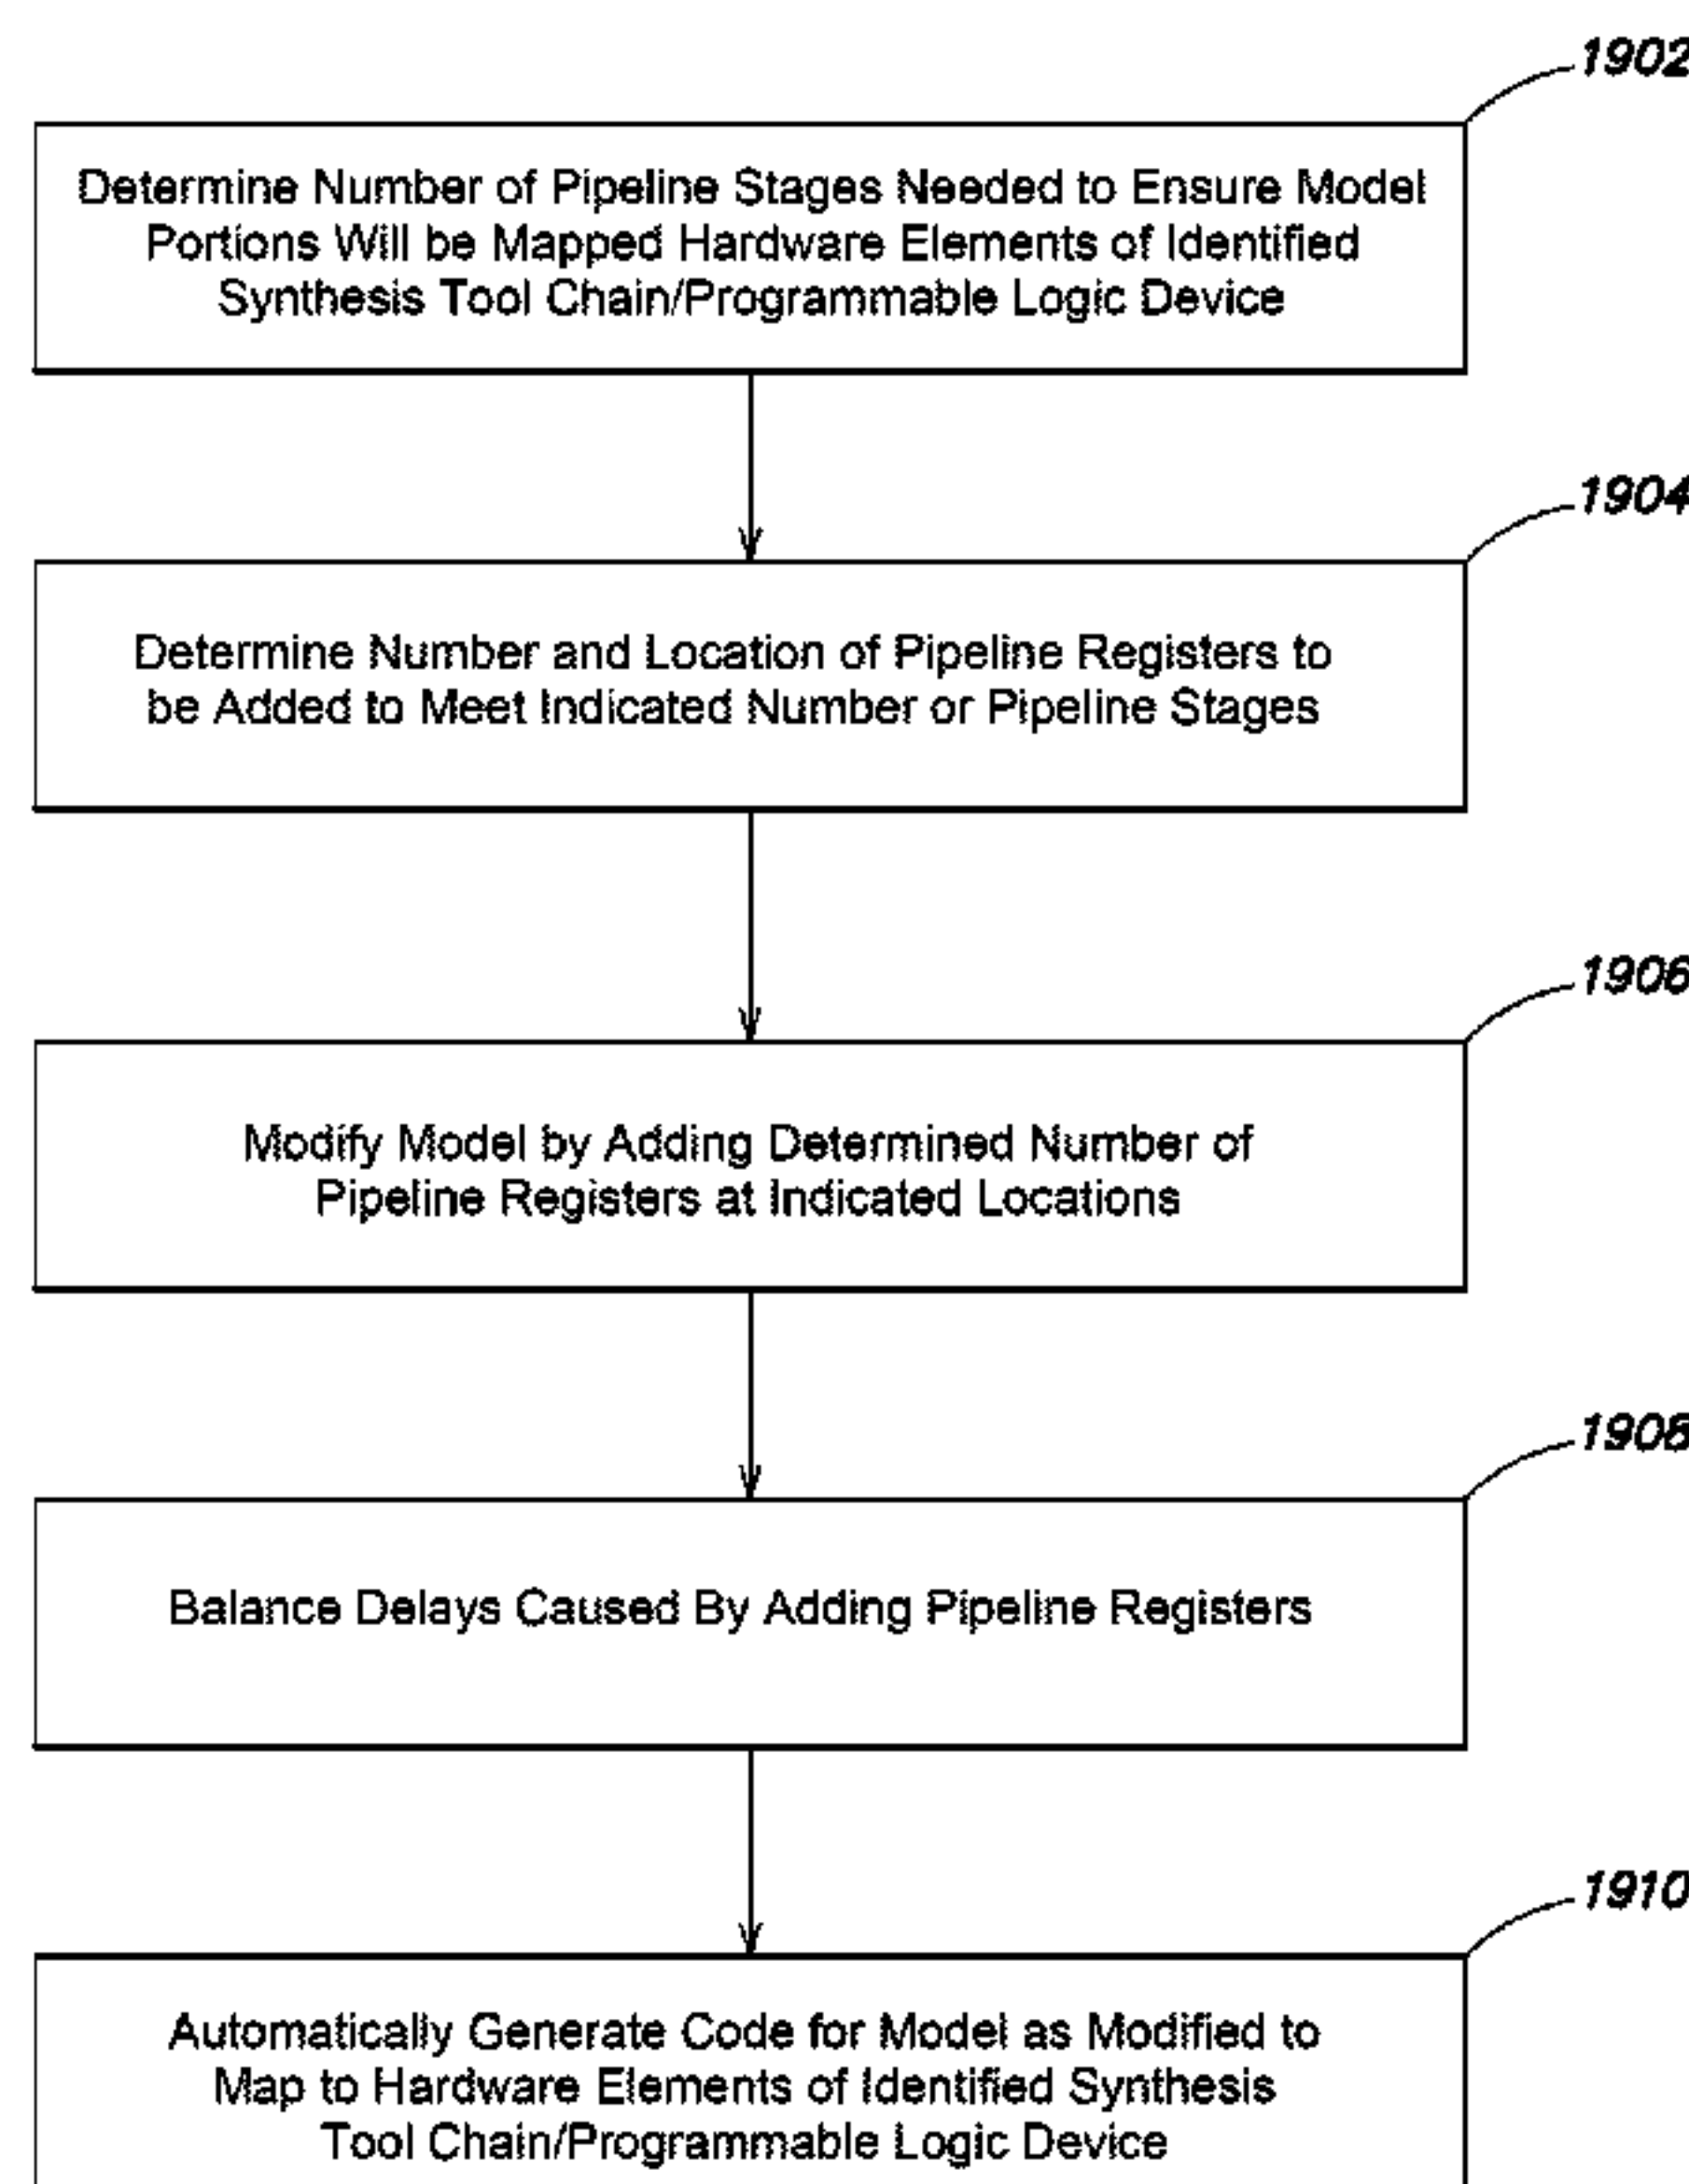 1902
Determine Number of Pipeline Stages Needed to Ensure Model
Portions Will be Mapped Hardware Elements of Identified
Synthesis Tool Chain/Programmable Logic Device
1904
Determine Number and Location of Pipeline Registers to
be Added to Meet Indicated Number or Pipeline Stages
1906
Modify Model by Adding Determined Number of
Pipeline Registers at Indicated Locations
1908
Balance Delays Caused By Adding Pipeline Registers
1910
Automatically Generate Code for Model as Modified to
Map to Hardware Elements of Identified Synthesis
Tool Chain/Programmable Logic Device